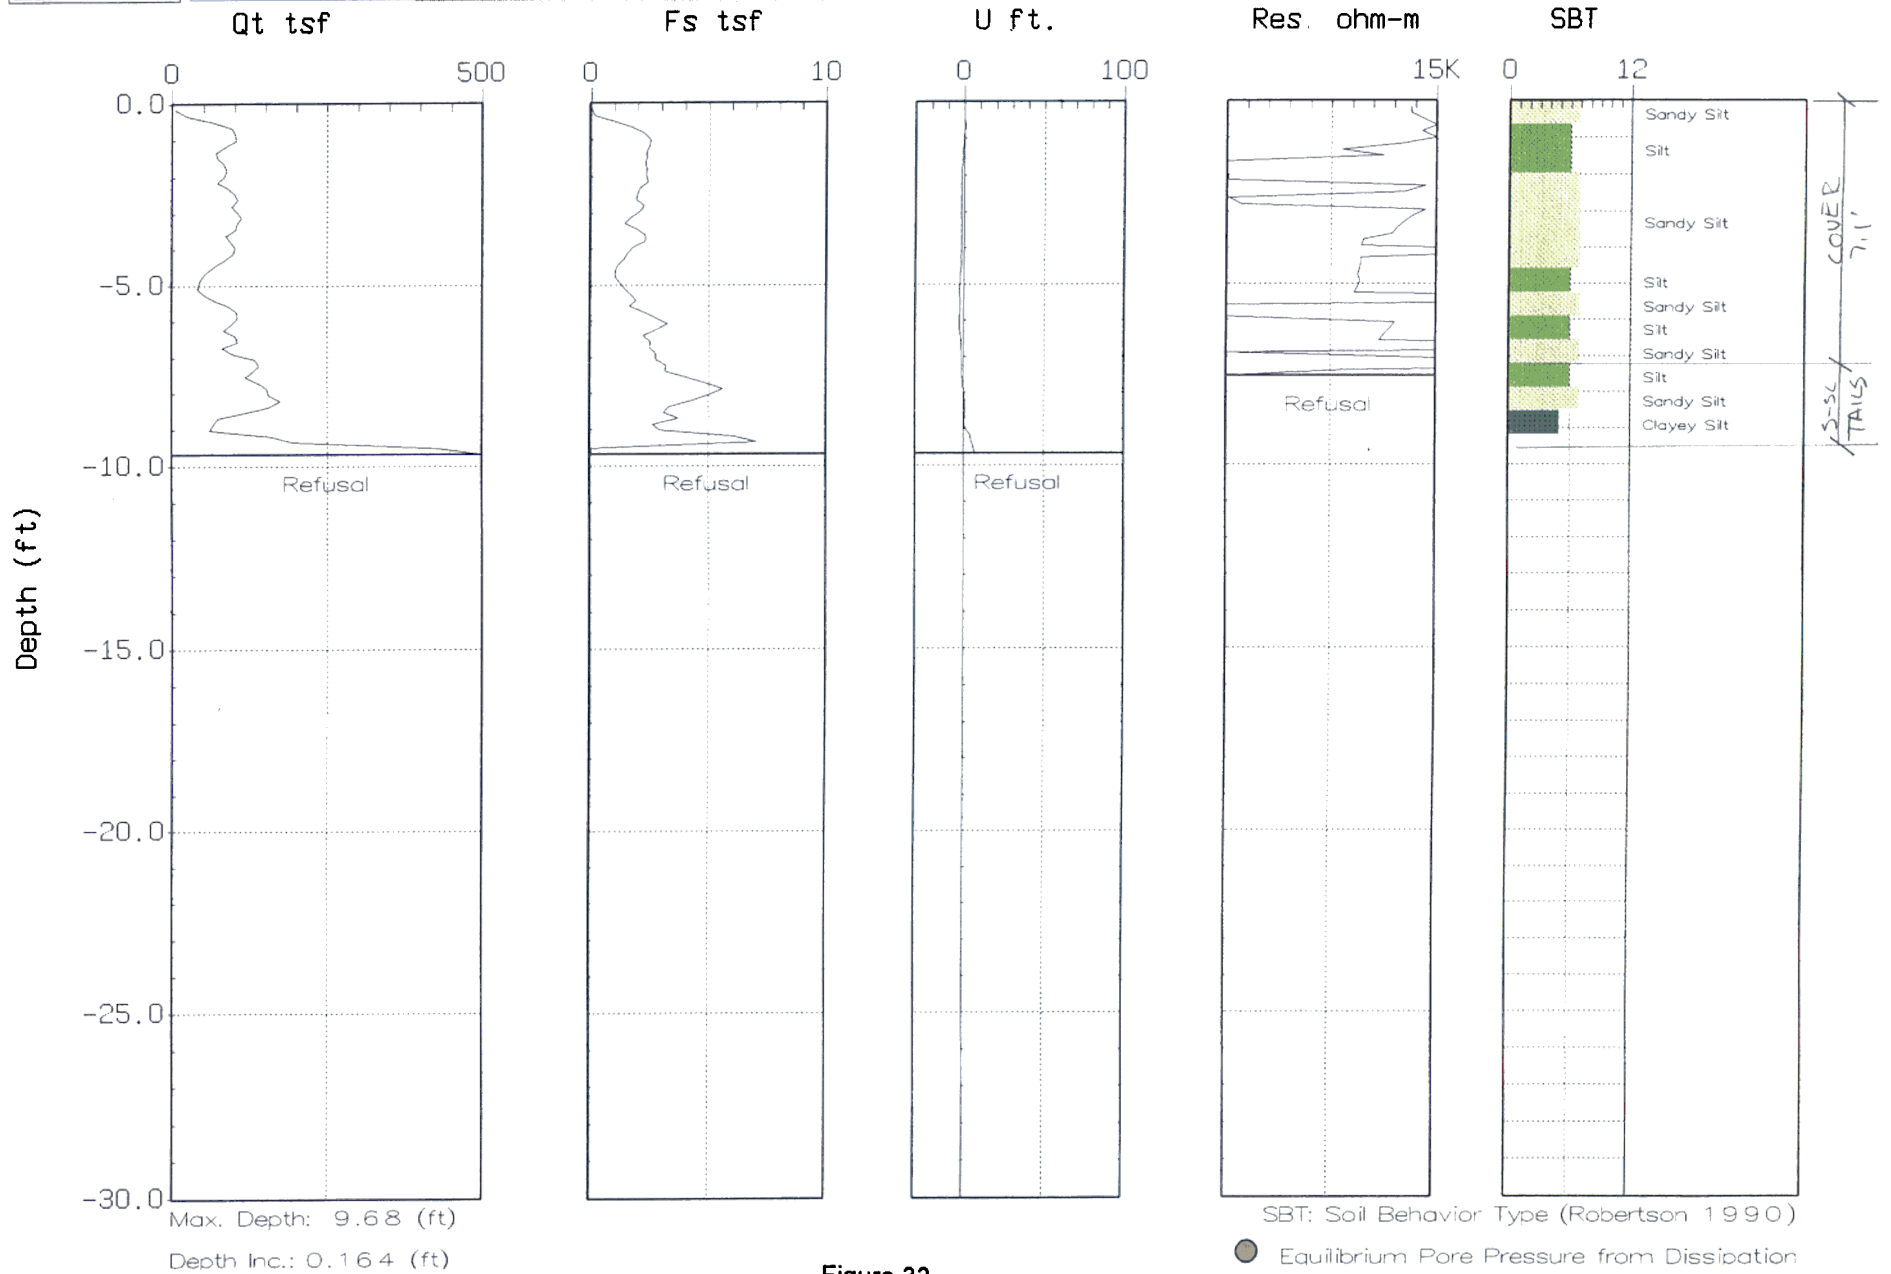 Qt tsf
Fs tsf
U ft.
Res. ohm-m
SBT
0 500
0 10
0 100
15K
0 12
0.0
-5.0
-10.0
-15.0
-20.0
-25.0
-30.0
Depth (ft)
Refusal
Refusal
Refusal
Refusal
Sandy Silt
Silt
Sandy Silt
Silt
Sandy Silt
Silt
Sandy Silt
Silt
Sandy Silt
Clayey Silt
COVER
7.1'
S-SL
TAILS
Max. Depth: 9.68 (ft)
Depth Inc.: 0.164 (ft)
SBT: Soil Behavior Type (Robertson 1990)
Equilibrium Pore Pressure from Dissipation